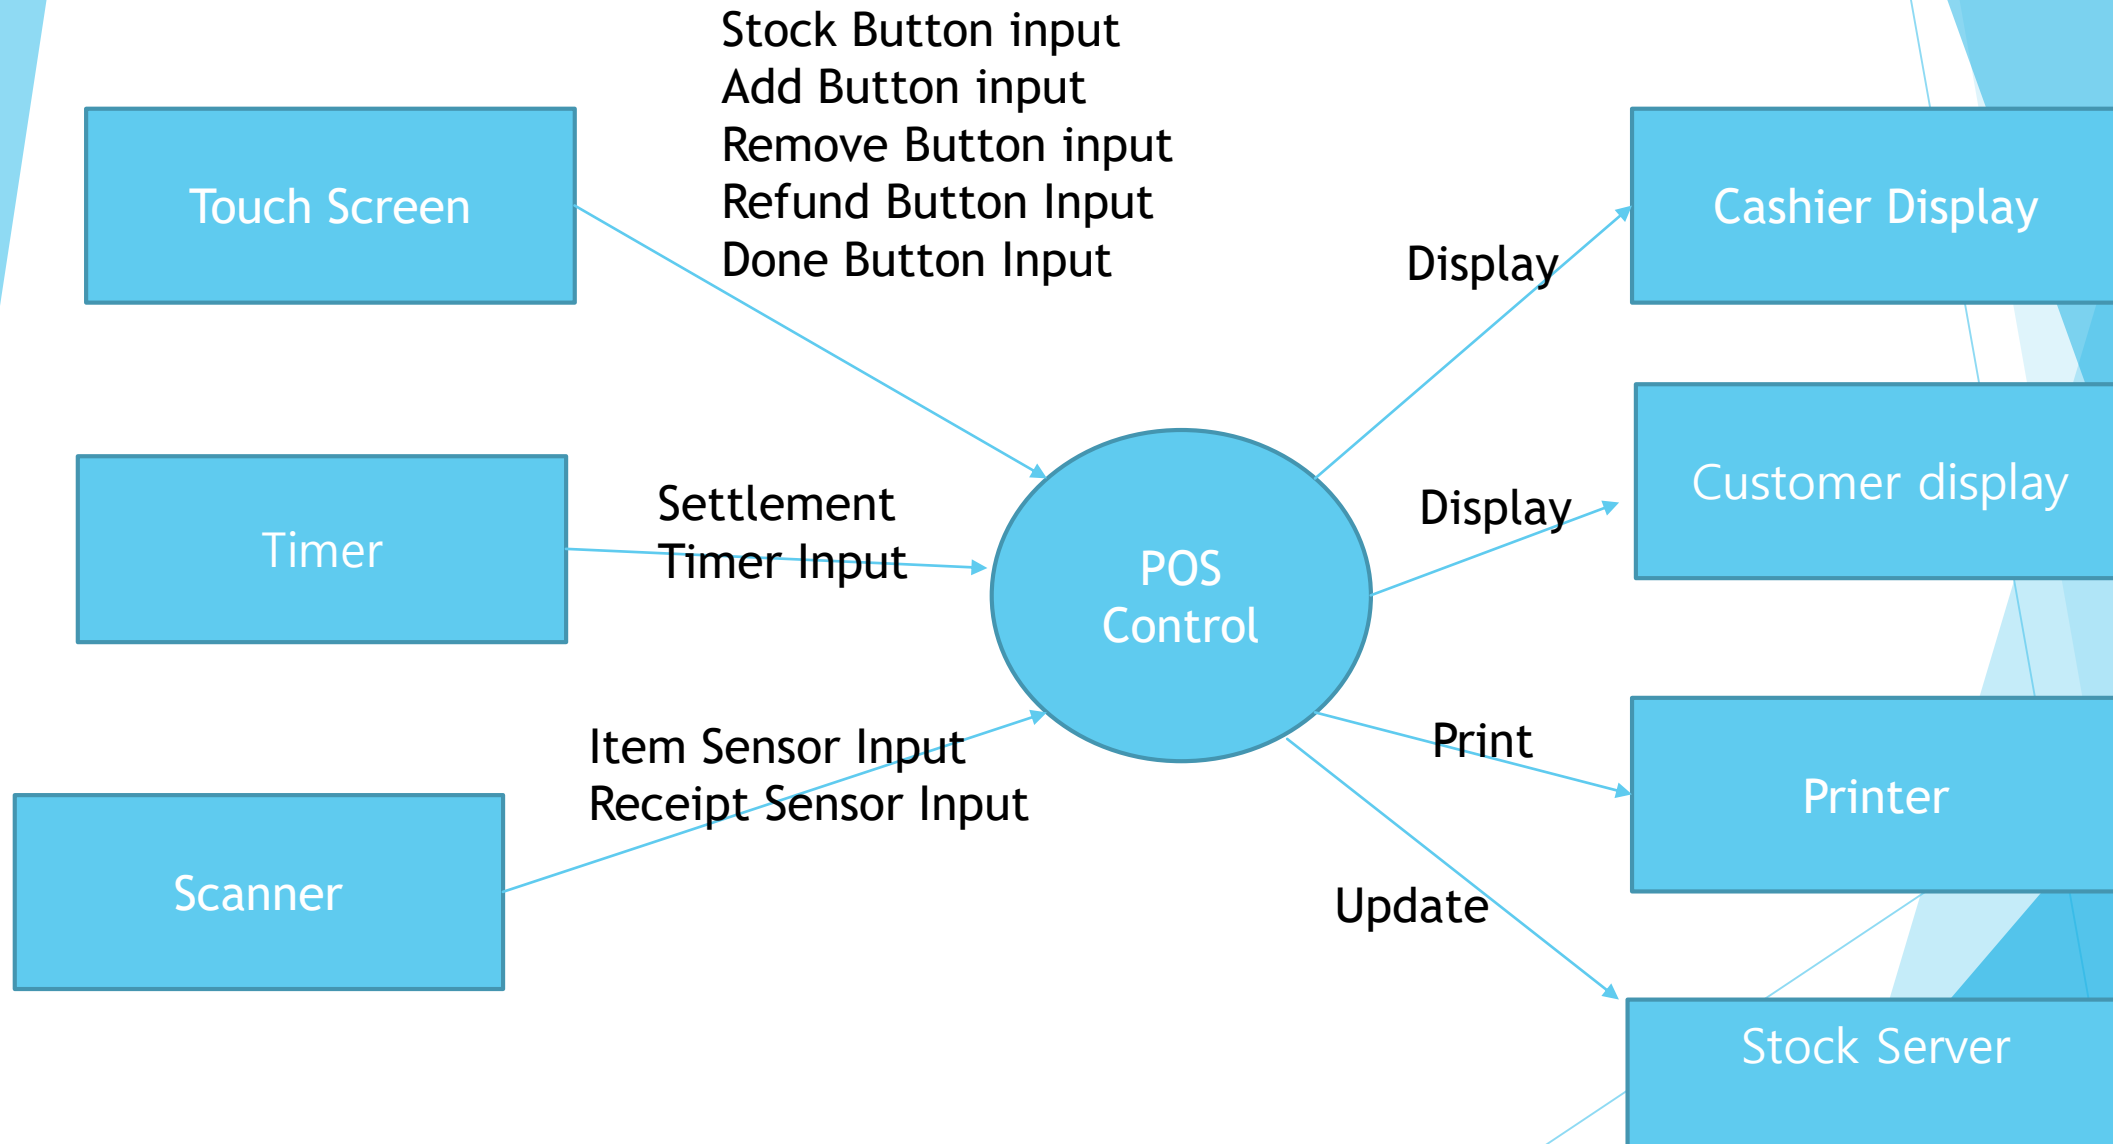 Stock Button input
Add Button input
Remove Button input
Refund Button Input
Done Button Input
Touch Screen
Cashier Display
Display
Customer display
Settlement
Timer Input
Timer
Display
POS
Control
Item Sensor Input
Receipt Sensor Input
Print
Printer
Scanner
Update
Stock Server